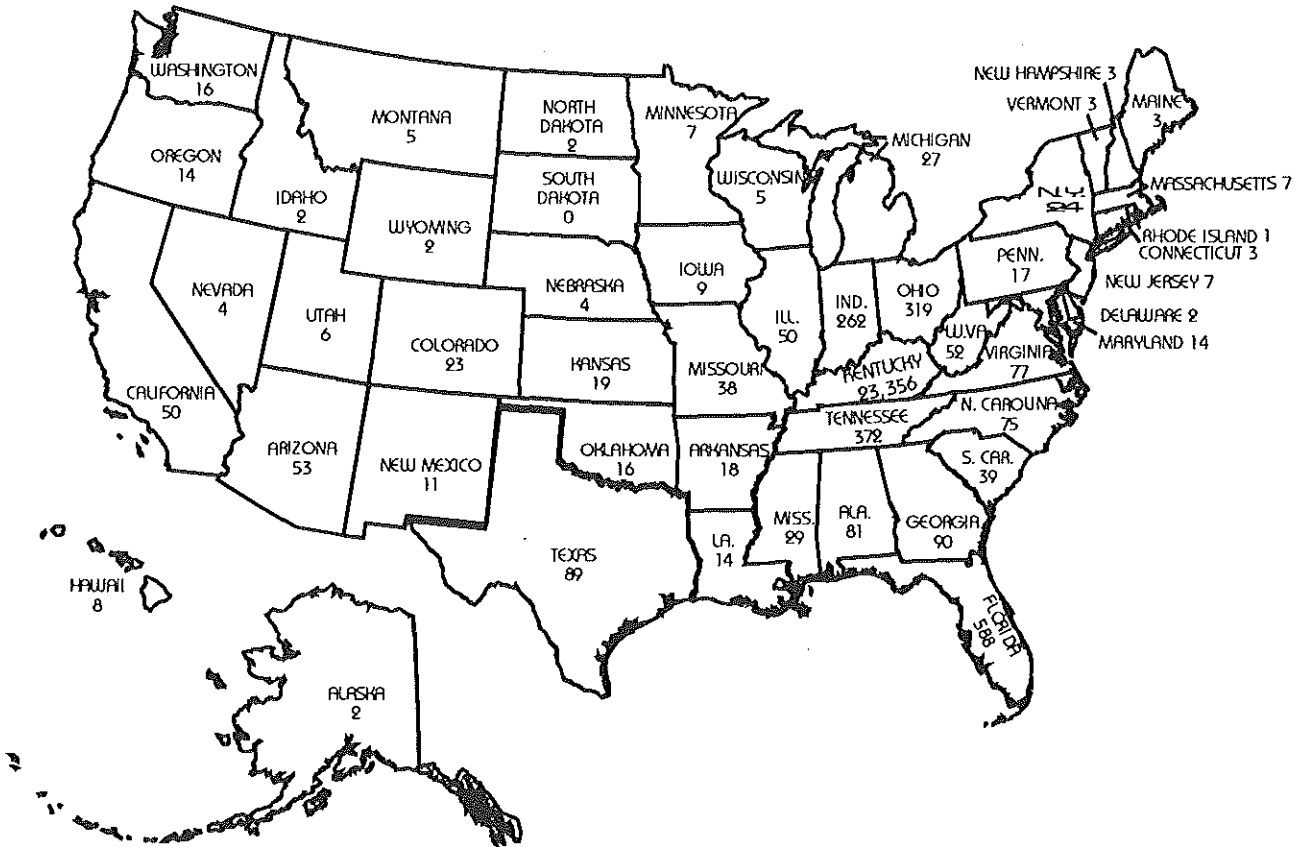 WASHINGTON
16
OREGON
14
CALIFORNIA
50
NEVADA
4
IDAHO
2
MONTANA
5
WYOMING
2
UTAH
6
COLORADO
23
ARIZONA
53
NEW MEXICO
11
NORTH
DAKOTA
2
SOUTH
DAKOTA
0
NEBRASKA
4
KANSAS
19
OKLAHOMA
16
TEXAS
89
MINNESOTA
7
IOWA
9
MISSOURI
38
ARKANSAS
18
LA.
14
WISCONSIN
5
ILL.
50
MICHIGAN
27
IND.
262
OHIO
319
KENTUCKY
23,356
TENNESSEE
372
MISS.
29
ALA.
81
GEORGIA
90
FLORIDA
588
S. CAR.
39
N. CAROLINA
75
VIRGINIA
77
W.VA
52
PENN.
17
N.Y.
24
NEW HAMPSHIRE 3
VERMONT 3
MAINE
3
MASSACHUSETTS 7
RHODE ISLAND 1
CONNECTICUT 3
NEW JERSEY 7
DELAWARE 2
MARYLAND 14
HAWAII
8
ALASKA
2